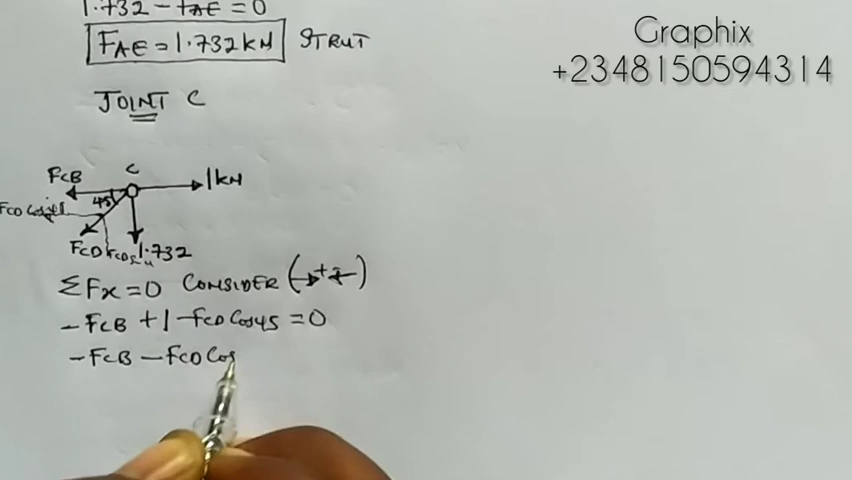 1.732 - FAE = 0
FAE = 1.732KN STRUT
JOINT C
C
FCB
1KN
45
FCD
1.732
ΣFx = 0 CONSIDER (→+ -←)
- FCB + 1 - FCD Cos45 = 0
- FCB - FCD Cos
Graphix
+2348150594314